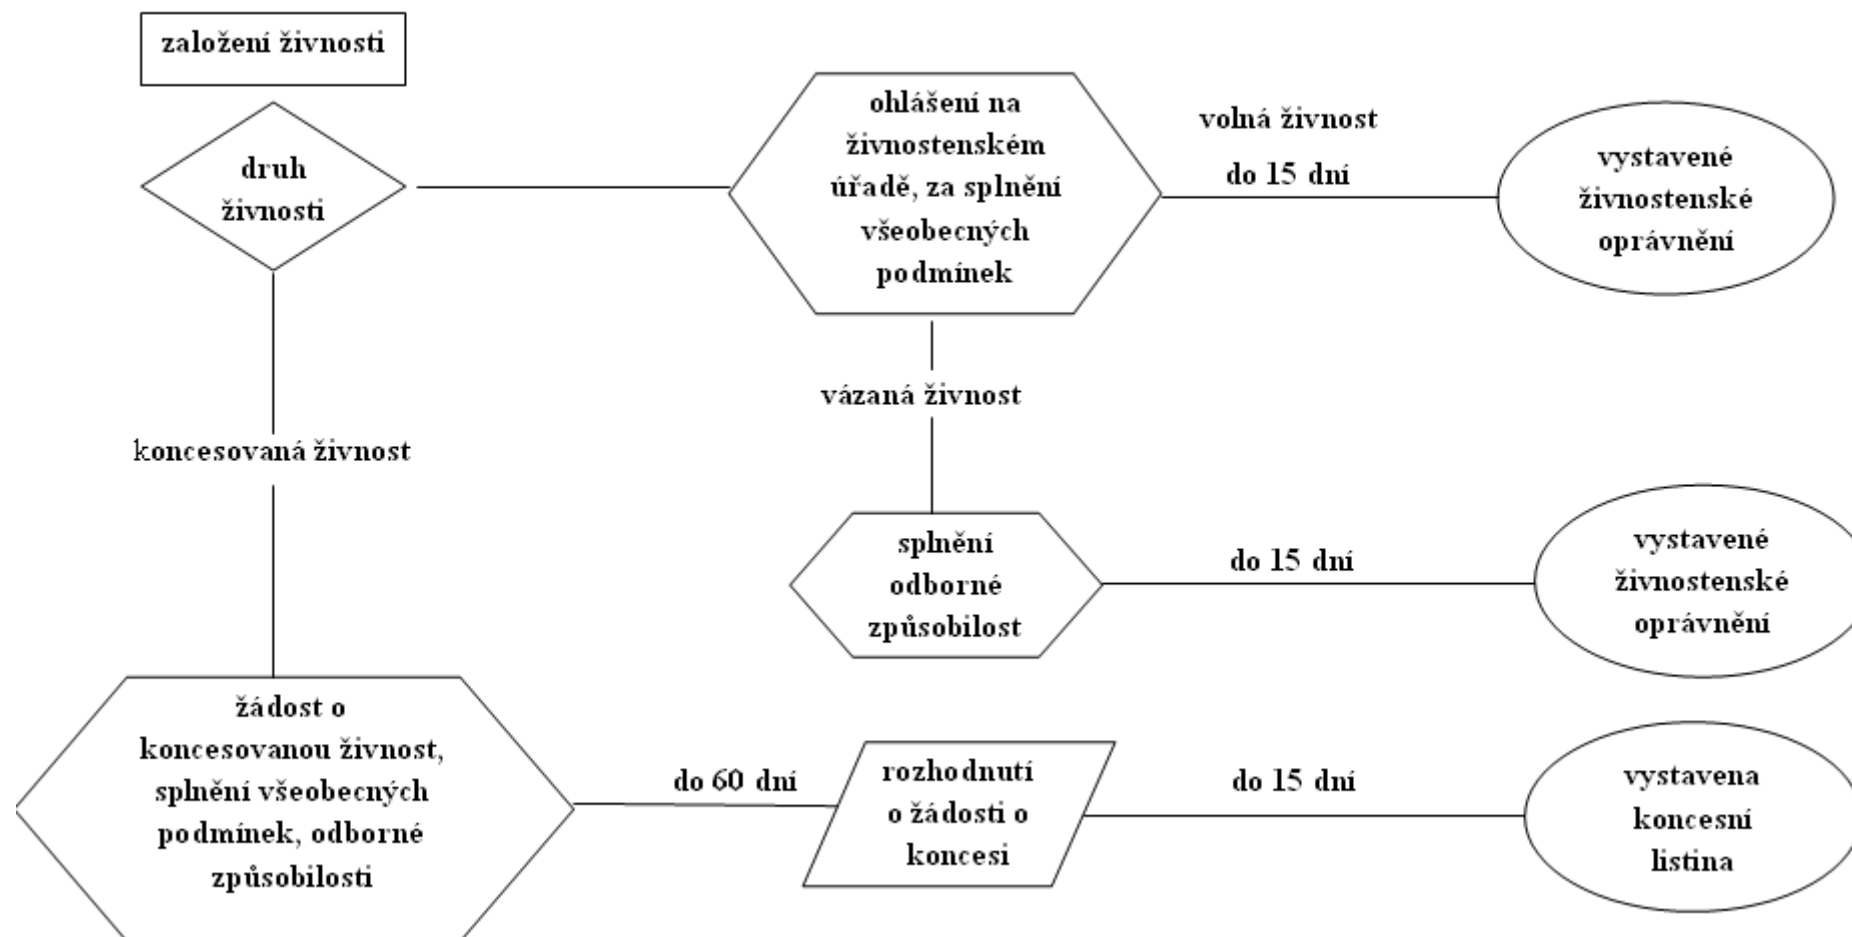 založení živnosti
druh
živnosti
ohlášení na
živnostenském
úřadě, za splnění
všeobecných
podmínek
volná živnost
do 15 dní
vystavené
živnostenské
oprávnění
vázaná živnost
koncesovaná živnost
splnění
odborné
způsobilost
do 15 dní
vystavené
živnostenské
oprávnění
žádost o
koncesovanou živnost,
splnění všeobecných
podmínek, odborné
způsobilosti
do 60 dní
rozhodnutí
o žádosti o
koncesi
do 15 dní
vystavena
koncesní
listina